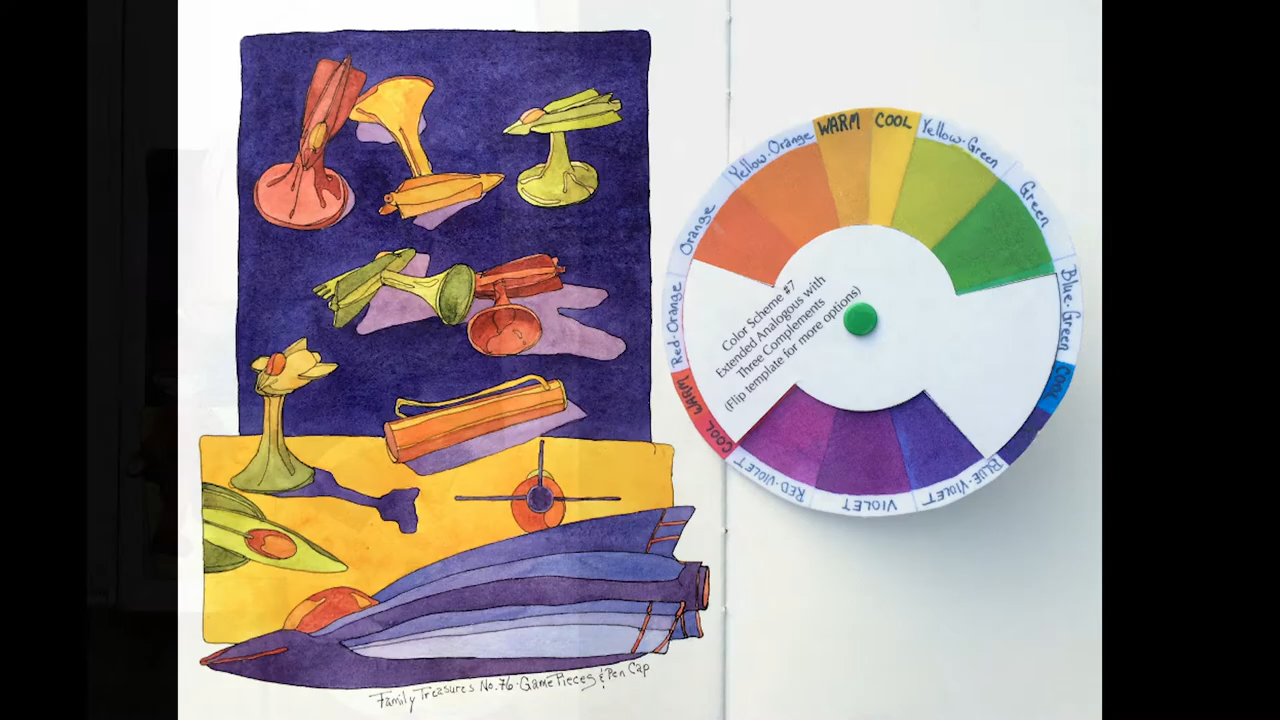 Yellow-Orange
WARM
COOL
Yellow-Green
Green
Orange
Blue-Green
Red-Orange
COOL
WARM
COOL
RED-VIOLET
VIOLET
BLUE-VIOLET
Color Scheme #7
Extended Analogous with
Three Complements
(Flip template for more options)
Family Treasures No. 76 · Game Pieces & Pen Cap